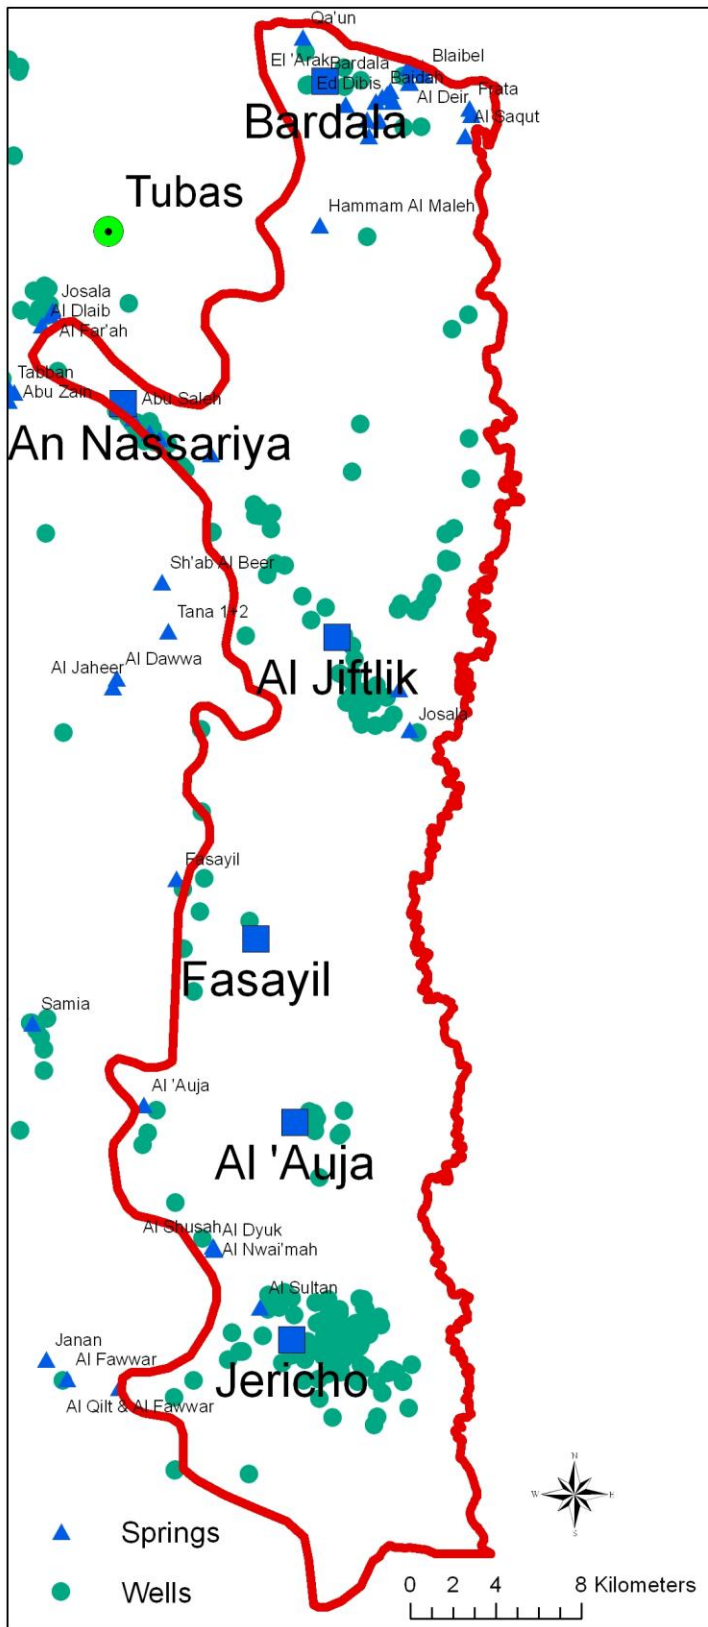 Qa'un
Blaibel
El 'Arak
Bardala
Ed Dibis
Baidah
Al Deir
Frata
Al Saqut
Bardala
Tubas
Hammam Al Maleh
Josala
Al Dlaib
Al Far'ah
Tabban
Abu Zain
Abu Saleh
An Nassariya
Sh'ab Al Beer
Tana 1+2
Al Dawwa
Al Jaheer
Al Jiftlik
Josala
Fasayil
Fasayil
Samia
Al 'Auja
Al 'Auja
Al Shusah
Al Dyuk
Al Nwai'mah
Al Sultan
Janan
Al Fawwar
Jericho
Al Qilt & Al Fawwar
N
W
E
S
Springs
Wells
0 2 4 8 Kilometers